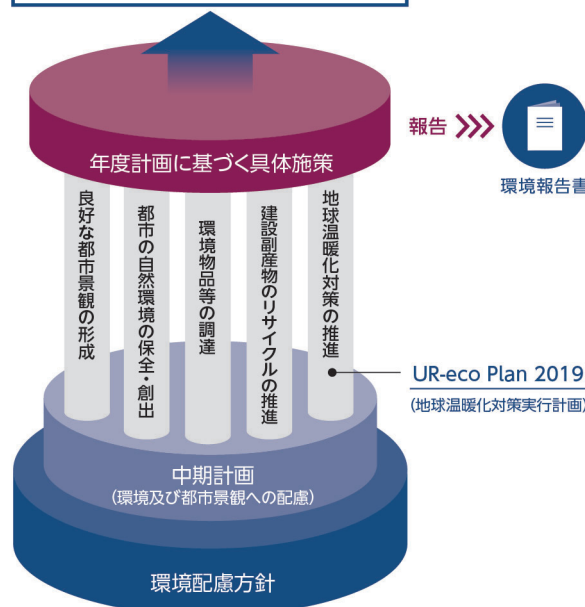 年度計画に基づく具体施策
報告
環境報告書
良好な都市景観の形成
都市の自然環境の保全・創出
環境物品等の調達
建設副産物のリサイクルの推進
地球温暖化対策の推進
UR-eco Plan 2019
(地球温暖化対策実行計画)
中期計画
(環境及び都市景観への配慮)
環境配慮方針